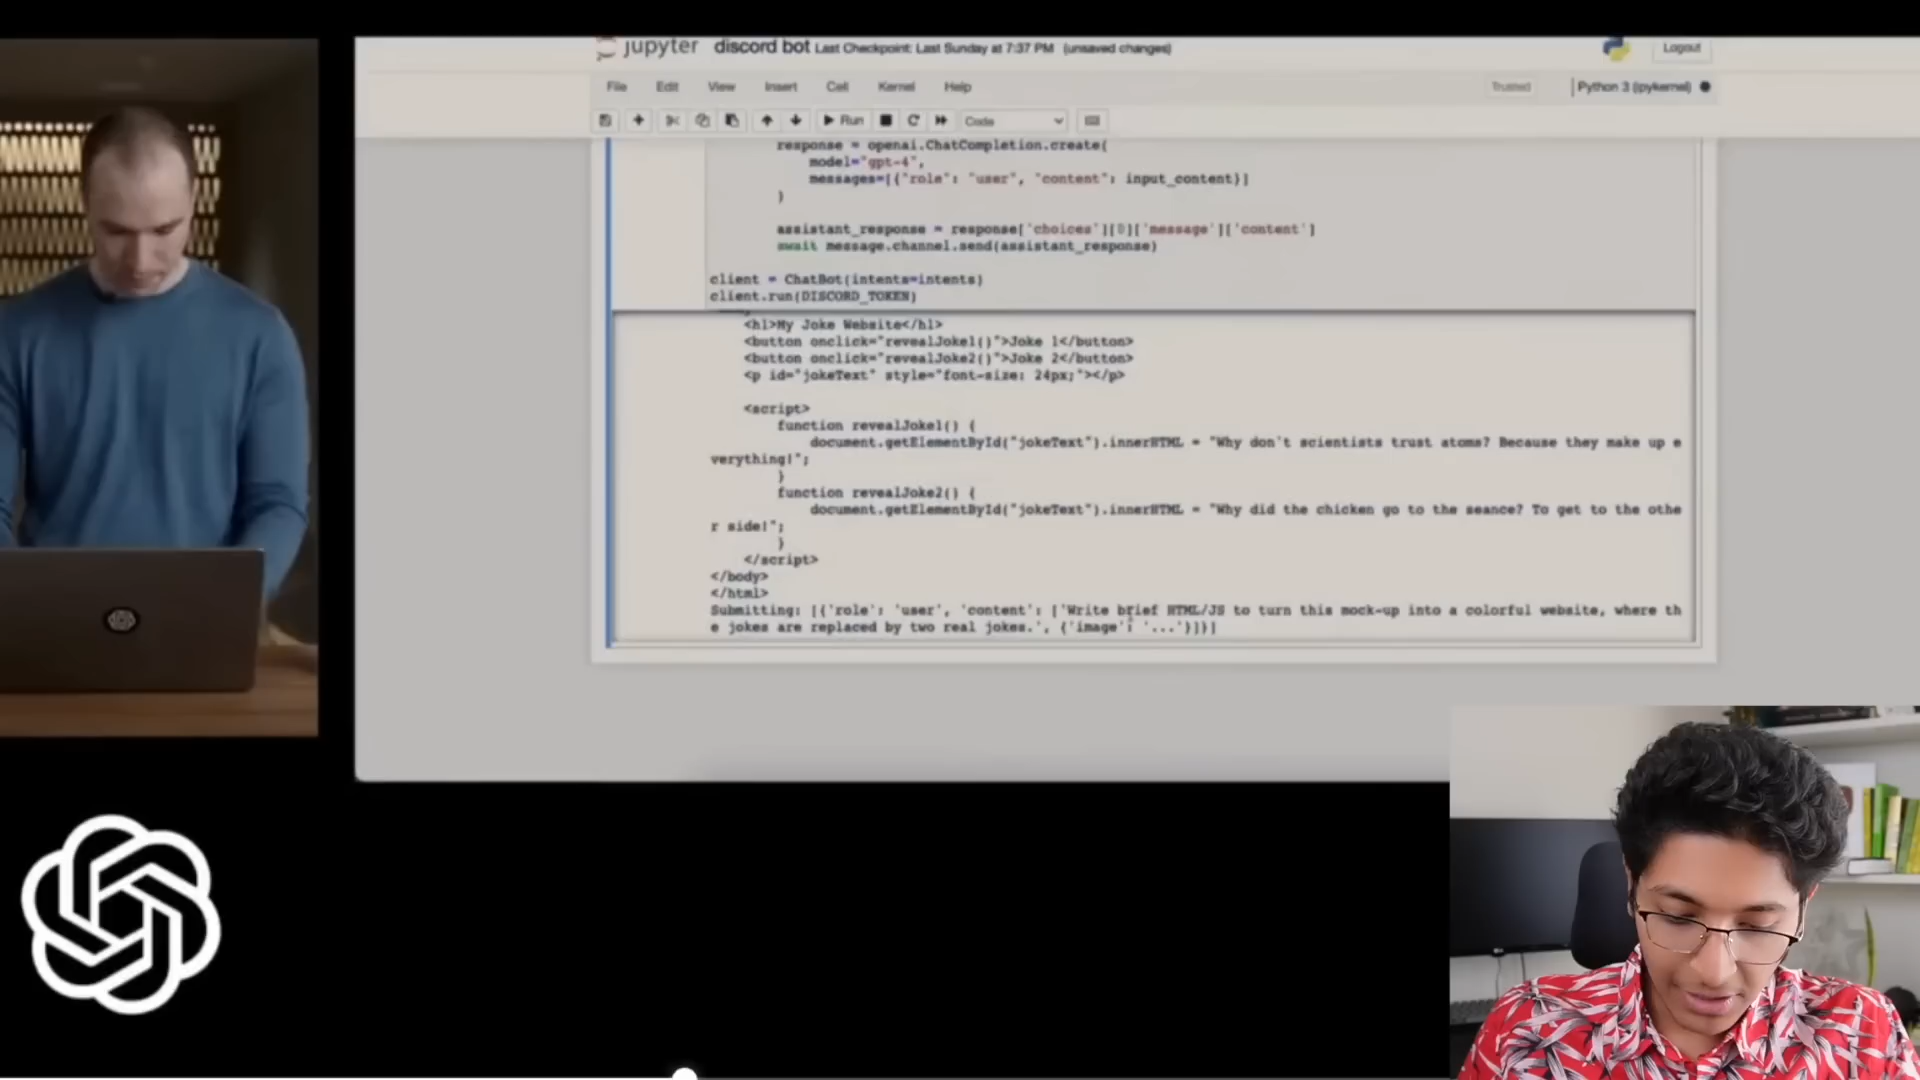 jupyter discord bot Last Checkpoint: Last Sunday at 7:37 PM (unsaved changes)
Logout
File Edit View Insert Cell Kernel Help
Trusted
Python 3 (ipykernel)
Run
Code
response = openai.ChatCompletion.create(
model="gpt-4",
messages=[{"role": "user", "content": input_content}]
)
assistant_response = response['choices'][0]['message']['content']
await message.channel.send(assistant_response)
client = ChatBot(intents=intents)
client.run(DISCORD_TOKEN)
<h1>My Joke Website</h1>
<button onclick="revealJoke1()">Joke 1</button>
<button onclick="revealJoke2()">Joke 2</button>
<p id="jokeText" style="font-size: 24px;"></p>
<script>
function revealJoke1() {
document.getElementById("jokeText").innerHTML = "Why don't scientists trust atoms? Because they make up e
verything!";
}
function revealJoke2() {
document.getElementById("jokeText").innerHTML = "Why did the chicken go to the seance? To get to the othe
r side!";
}
</script>
</body>
</html>
Submitting: [{'role': 'user', 'content': ['Write brief HTML/JS to turn this mock-up into a colorful website, where th
e jokes are replaced by two real jokes.', {'image': '...'}]}]